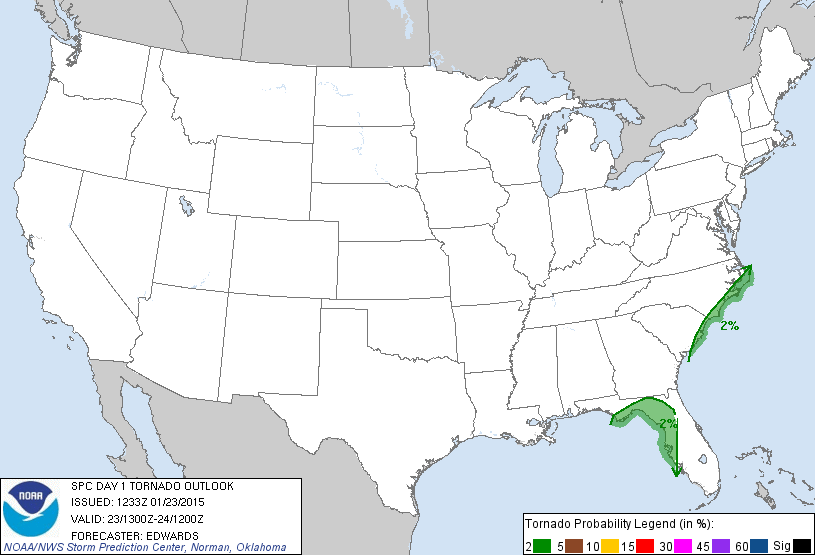 2%
2%
NOAA
SPC DAY 1 TORNADO OUTLOOK
ISSUED: 1233Z 01/23/2015
VALID: 23/1300Z-24/1200Z
FORECASTER: EDWARDS
NOAA/NWS Storm Prediction Center, Norman, Oklahoma
Tornado Probability Legend (in %):
2 5 10 15 30 45 60 Sig